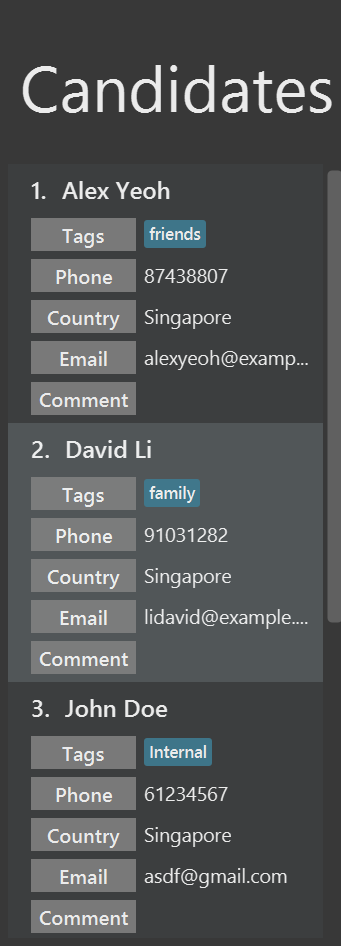 Candidates
1. Alex Yeoh
Tags friends
Phone 87438807
Country Singapore
Email alexyeoh@examp...
Comment
2. David Li
Tags family
Phone 91031282
Country Singapore
Email lidavid@example....
Comment
3. John Doe
Tags Internal
Phone 61234567
Country Singapore
Email asdf@gmail.com
Comment